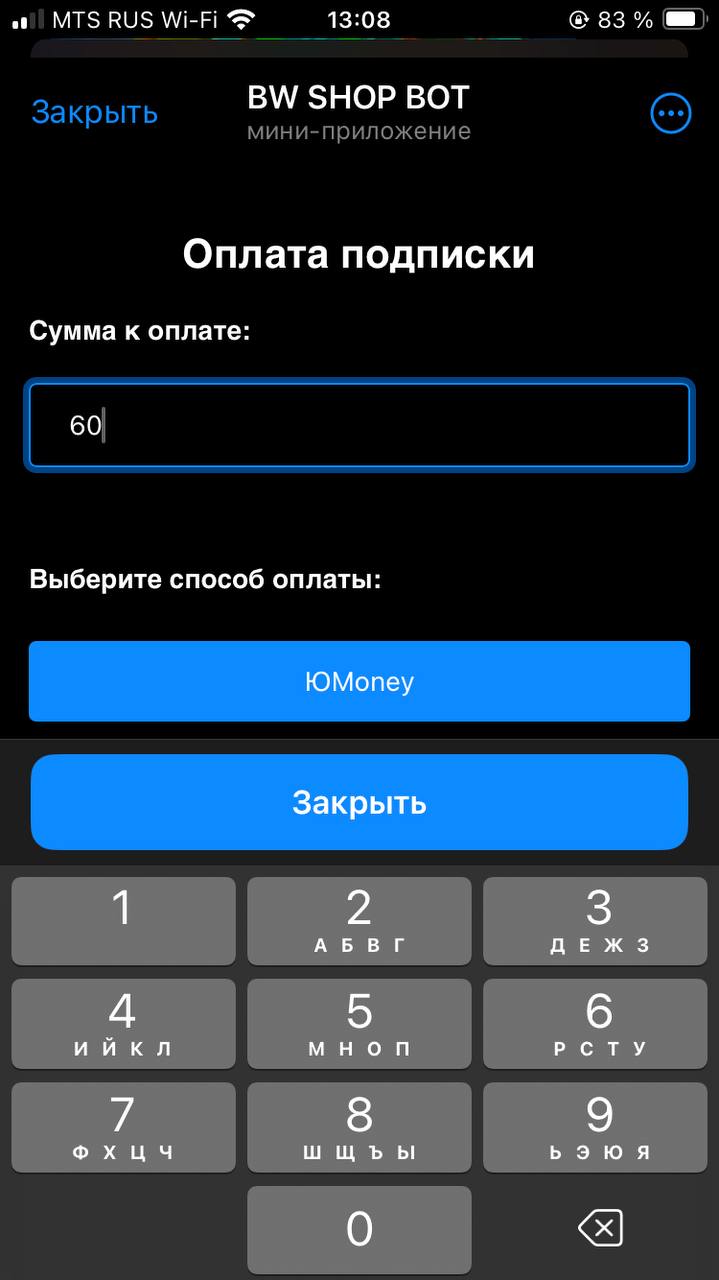 MTS RUS Wi-Fi 13:08 83 %
Закрыть BW SHOP BOT
мини-приложение
Оплата подписки
Сумма к оплате:
60
Выберите способ оплаты:
ЮMoney
Закрыть
1 2 3
А Б В Г Д Е Ж З
4 5 6
И Й К Л М Н О П Р С Т У
7 8 9
Ф Х Ц Ч Ш Щ Ъ Ы Ь Э Ю Я
0